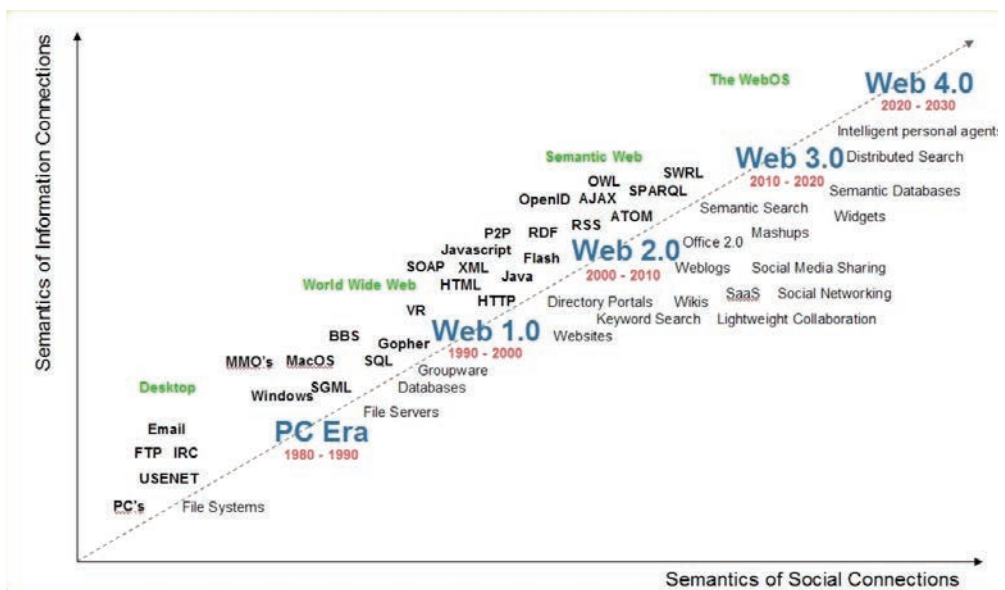 Semantics of Information Connections
The WebOS
Web 4.0
2020 - 2030
Intelligent personal agents
Semantic Web
Web 3.0
Distributed Search
2010 - 2020
SWRL
OWL
SPARQL
Semantic Databases
OpenID
AJAX
Semantic Search
ATOM
Widgets
RSS
Mashups
P2P
RDF
Office 2.0
Javascript
Web 2.0
Flash
2000 - 2010
SOAP
XML
Weblogs
Social Media Sharing
Java
World Wide Web
HTML
SaaS
Social Networking
HTTP
Directory Portals
Wikis
VR
Keyword Search
Lightweight Collaboration
Web 1.0
Websites
1990 - 2000
BBS
Gopher
MMO's
MacOS
SQL
Groupware
Desktop
SGML
Databases
Windows
File Servers
Email
PC Era
1980 - 1990
FTP
IRC
USENET
PC's
File Systems
Semantics of Social Connections